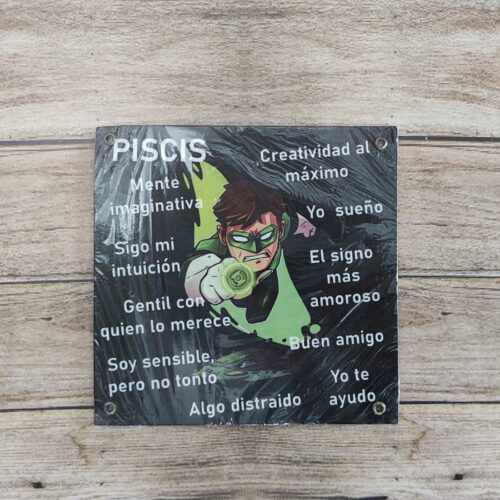 PISCIS
Mente
imaginativa
Sigo mi
intuición
Gentil con
quien lo merece
Soy sensible,
pero no tonto
Algo distraido
Creatividad al
máximo
Yo sueño
El signo
más
amoroso
Buen amigo
Yo te
ayudo